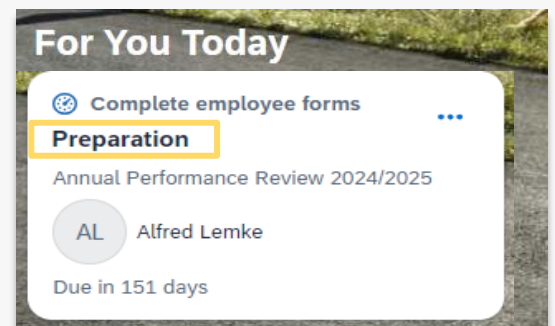 For You Today
Complete employee forms
Preparation
Annual Performance Review 2024/2025
AL Alfred Lemke
Due in 151 days